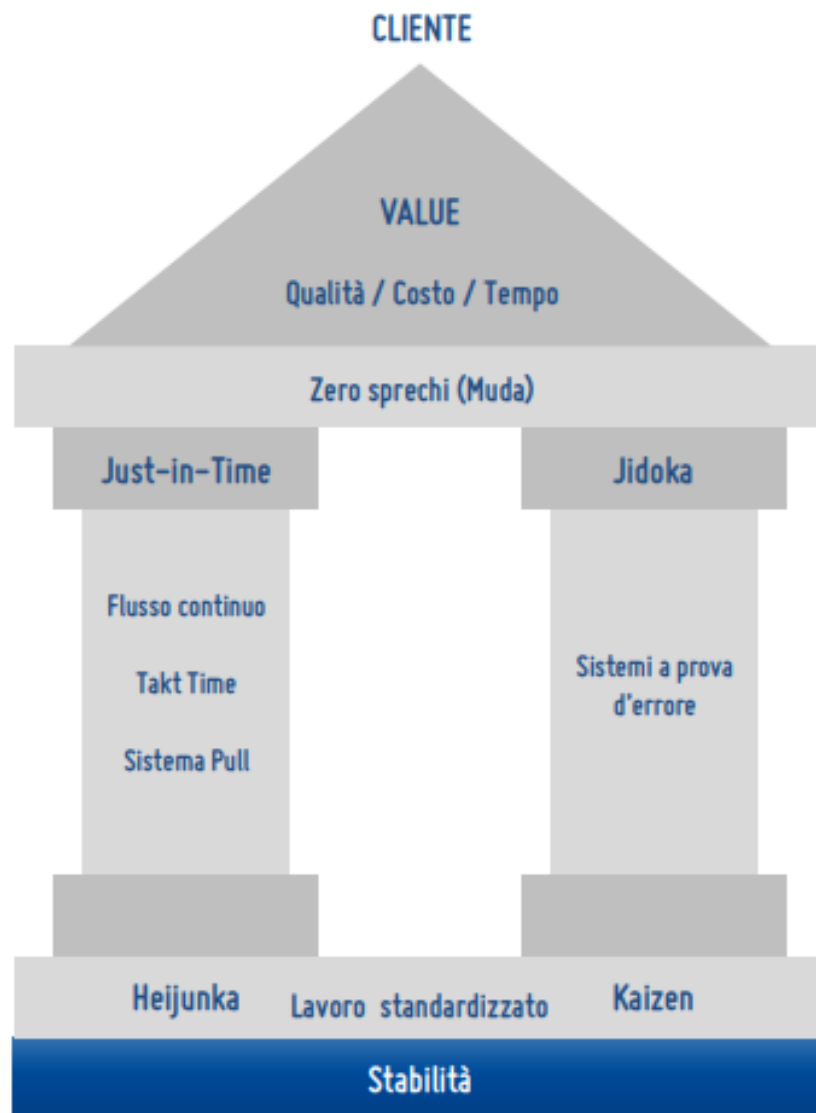 CLIENTE
VALUE
Qualità / Costo / Tempo
Zero sprechi (Muda)
Just-in-Time
Flusso continuo
Takt Time
Sistema Pull
Jidoka
Sistemi a prova
d'errore
Heijunka
Lavoro standardizzato
Kaizen
Stabilità